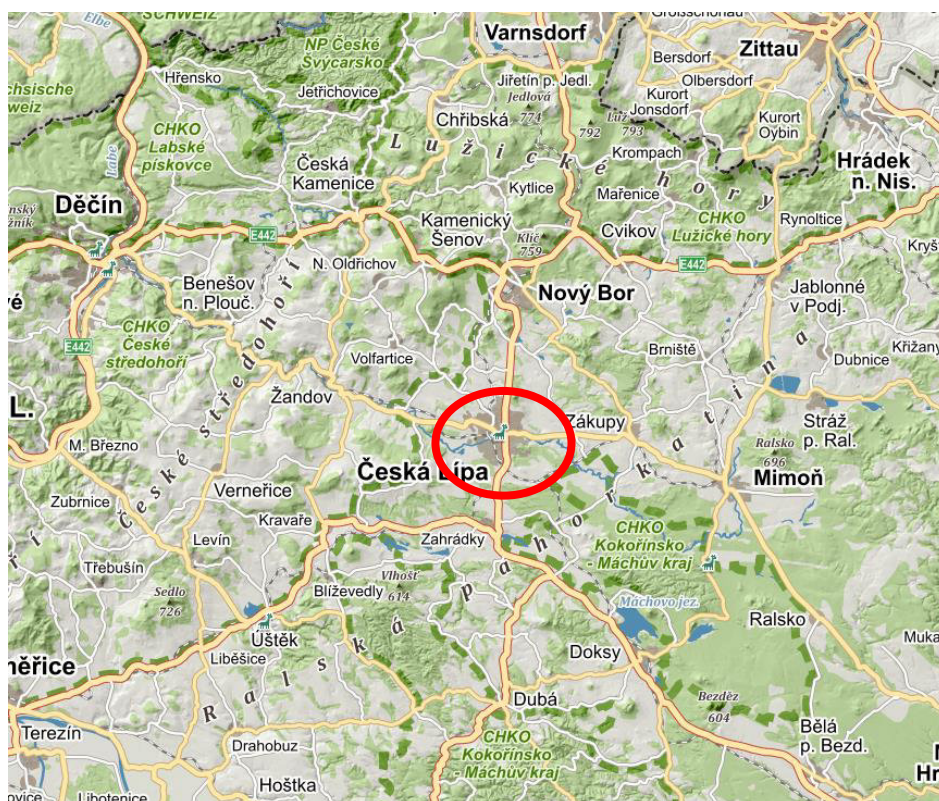 Elbe
SCHWEIZ
Varnsdorf
Großschönau
Zittau
NP České
Švýcarsko
Bersdorf
Hřensko
Jetřichovice
Jiřetín p. Jedl.
Jedlová
774
Olbersdorf
Kurort
Jonsdorf
Kurort
Oybin
CHKO
Labské
pískovce
Labe
Chřibská
792
Luž
793
Krompach
Lužické hory
Hrádek
n. Nis.
Česká
Kamenice
Kytlice
Mařenice
Děčín
Kamenický
Šenov
Klíč
759
Cvikov
CHKO
Lužické hory
Rynoltice
E442
E442
N. Oldřichov
Benešov
n. Plouč.
Nový Bor
Jablonné
v Podj.
CHKO
České
středohoří
E442
Volfartice
Brniště
Dubnice
Křižany
Žandov
Zákupy
Stráž
p. Ral.
L.
M. Březno
České středohoří
Česká Lípa
Ralsko
696
Mimoň
Zubrnice
Verneřice
Kravaře
Levín
Zahrádky
CHKO
Kokořínsko
- Máchův kraj
Třebušín
Sedlo
726
Blíževedly
Vlhošť
614
Ralská pahorkatina
Máchovo jez.
Ralsko
Úštěk
Liběšice
Doksy
Dubá
Bezděz
604
Bělá
p. Bezd.
Terezín
Drahobuz
CHKO
Kokořínsko
- Máchův kraj
Hoštka
Libotenice